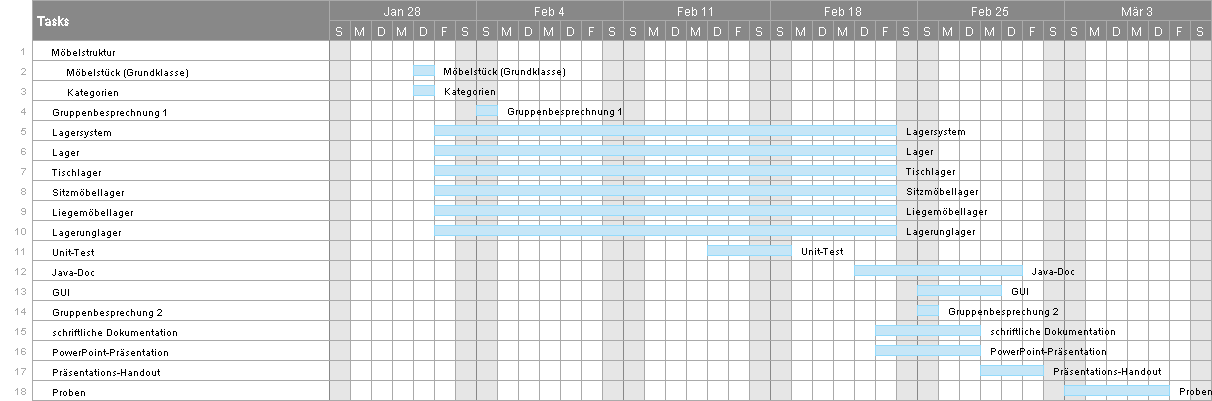 Tasks
Jan 28 Feb 4 Feb 11 Feb 18 Feb 25 Mär 3
S M D M D F S S M D M D F S S M D M D F S S M D M D F S S M D M D F S S M D M D F S
1 Möbelstruktur
2 Möbelstück (Grundklasse) Möbelstück (Grundklasse)
3 Kategorien Kategorien
4 Gruppenbesprechnung 1 Gruppenbesprechnung 1
5 Lagersystem Lagersystem
6 Lager Lager
7 Tischlager Tischlager
8 Sitzmöbellager Sitzmöbellager
9 Liegemöbellager Liegemöbellager
10 Lagerunglager Lagerunglager
11 Unit-Test Unit-Test
12 Java-Doc Java-Doc
13 GUI GUI
14 Gruppenbesprechung 2 Gruppenbesprechung 2
15 schriftliche Dokumentation schriftliche Dokumentation
16 PowerPoint-Präsentation PowerPoint-Präsentation
17 Präsentations-Handout Präsentations-Handout
18 Proben Proben